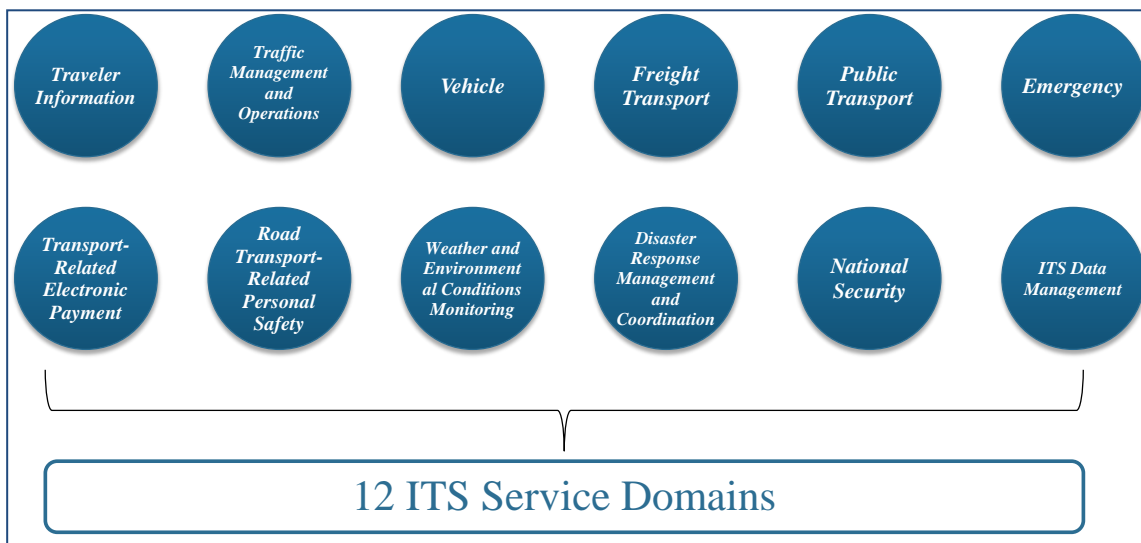 Traveler
Information
Traffic
Management
and
Operations
Vehicle
Freight
Transport
Public
Transport
Emergency
Transport-
Related
Electronic
Payment
Road
Transport-
Related
Personal
Safety
Weather and
Environment
al Conditions
Monitoring
Disaster
Response
Management
and
Coordination
National
Security
ITS Data
Management
12 ITS Service Domains